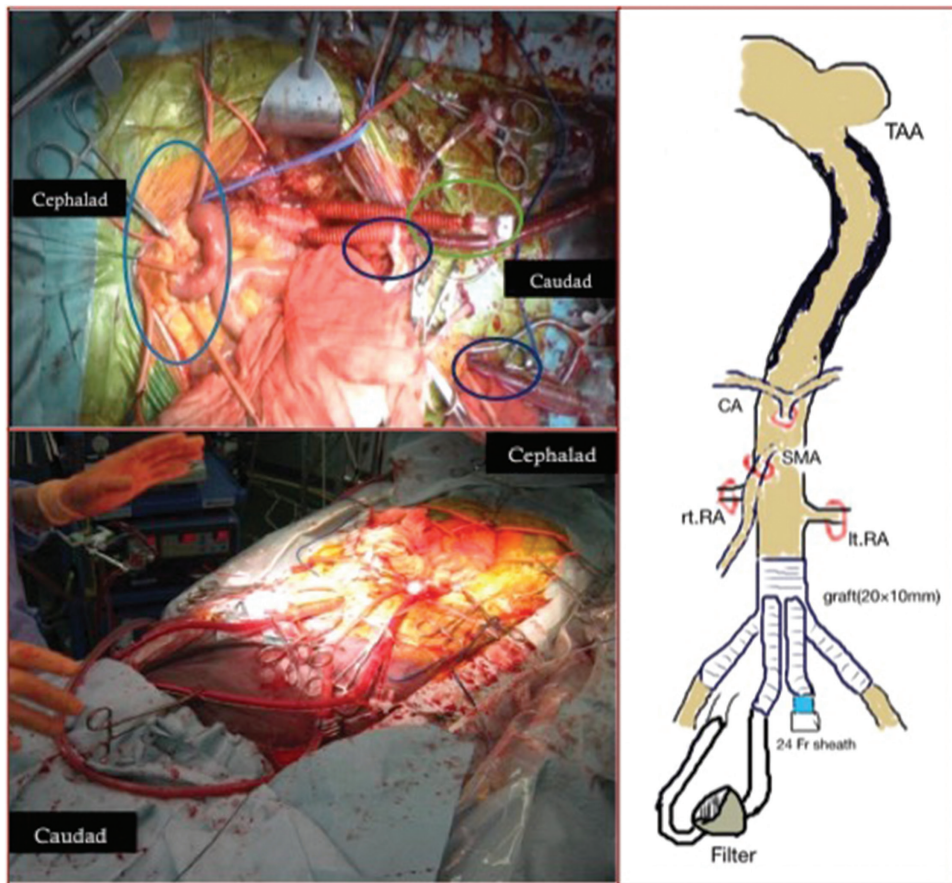 Cephalad
Caudad
Cephalad
Caudad
TAA
CA
SMA
rt.RA
lt.RA
graft(20×10mm)
24 Fr sheath
Filter